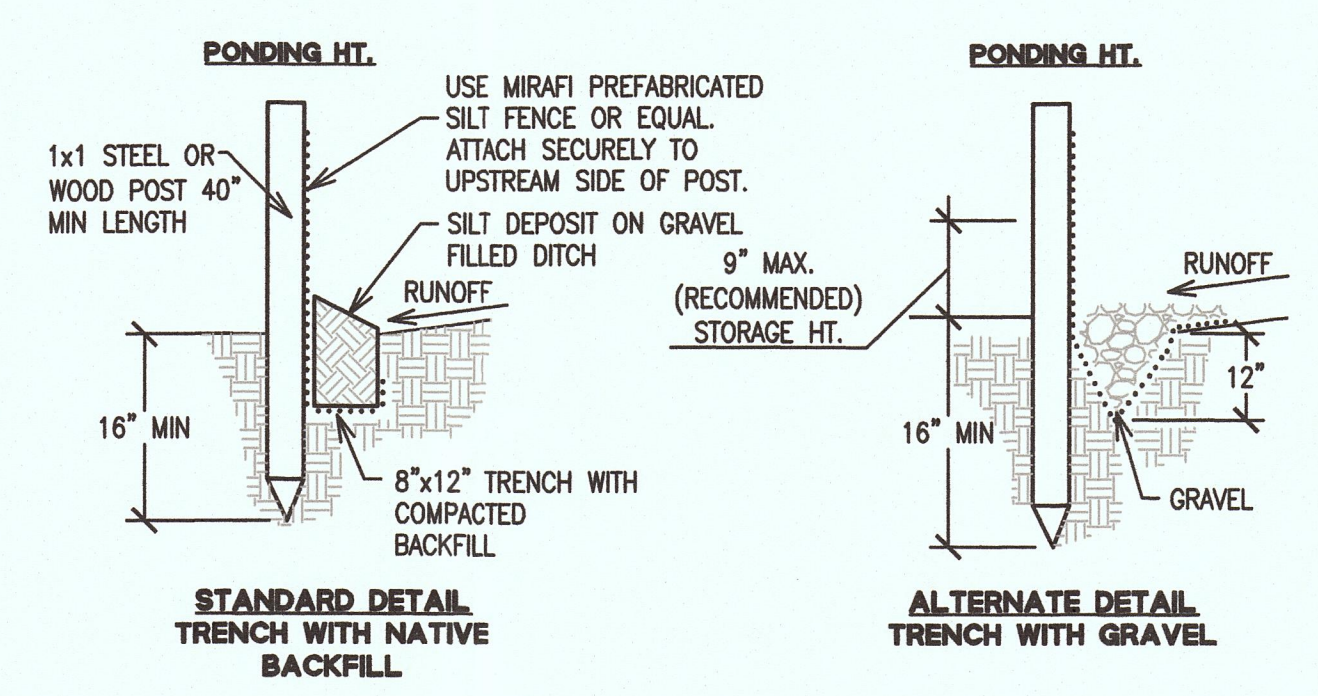 PONDING HT.
USE MIRAFI PREFABRICATED
SILT FENCE OR EQUAL.
ATTACH SECURELY TO
UPSTREAM SIDE OF POST.
1x1 STEEL OR
WOOD POST 40"
MIN LENGTH
SILT DEPOSIT ON GRAVEL
FILLED DITCH
RUNOFF
16" MIN
8"x12" TRENCH WITH
COMPACTED
BACKFILL
STANDARD DETAIL
TRENCH WITH NATIVE
BACKFILL
PONDING HT.
9" MAX.
(RECOMMENDED)
STORAGE HT.
RUNOFF
12"
16" MIN
GRAVEL
ALTERNATE DETAIL
TRENCH WITH GRAVEL